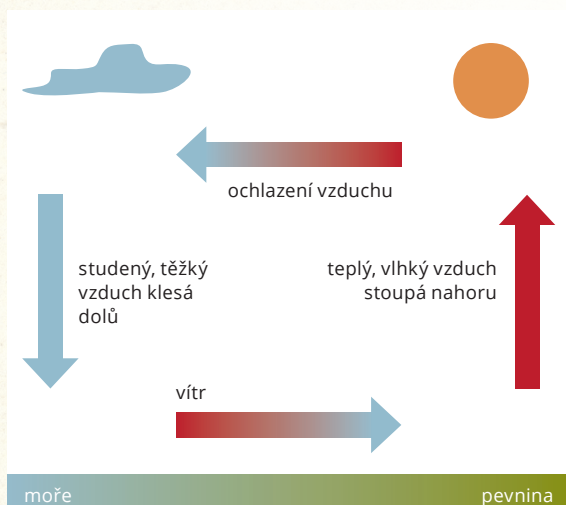 ochlazení vzduchu
studený, těžký
vzduch klesá
dolů
teplý, vlhký vzduch
stoupá nahoru
vítr
moře
pevnina